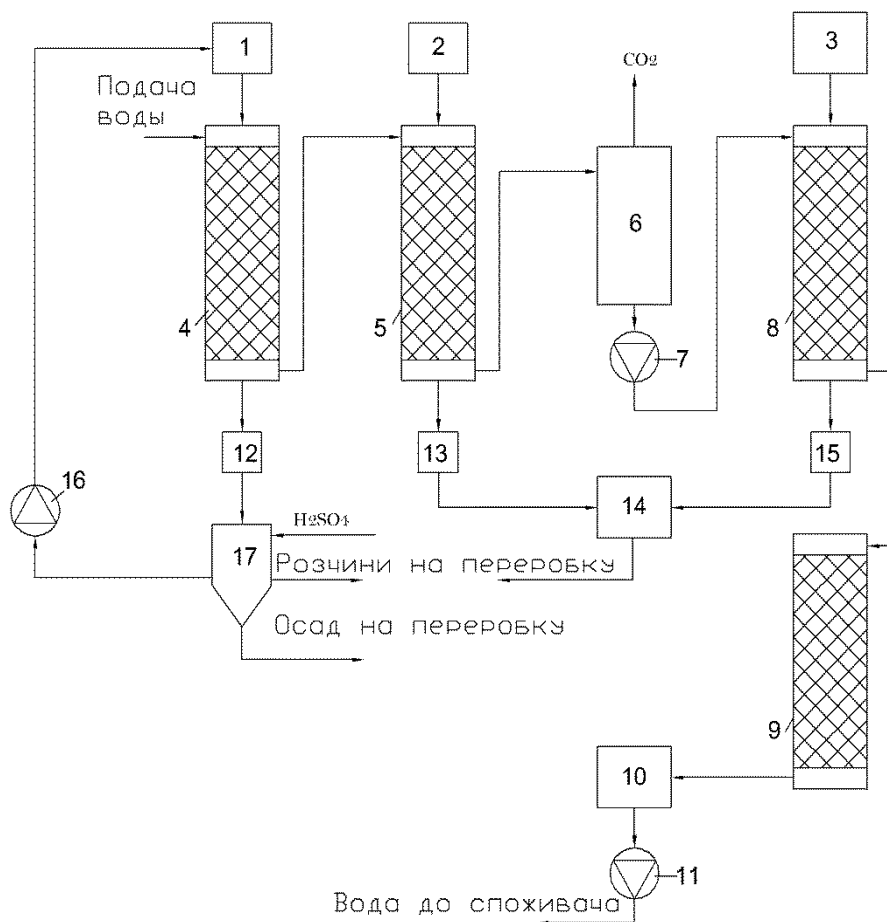 1
2
3
CO2
Подача
воды
4
5
6
7
8
12
13
14
15
16
17
H2SO4
Розчини на переробку
Осад на переробку
9
10
11
Вода до споживача